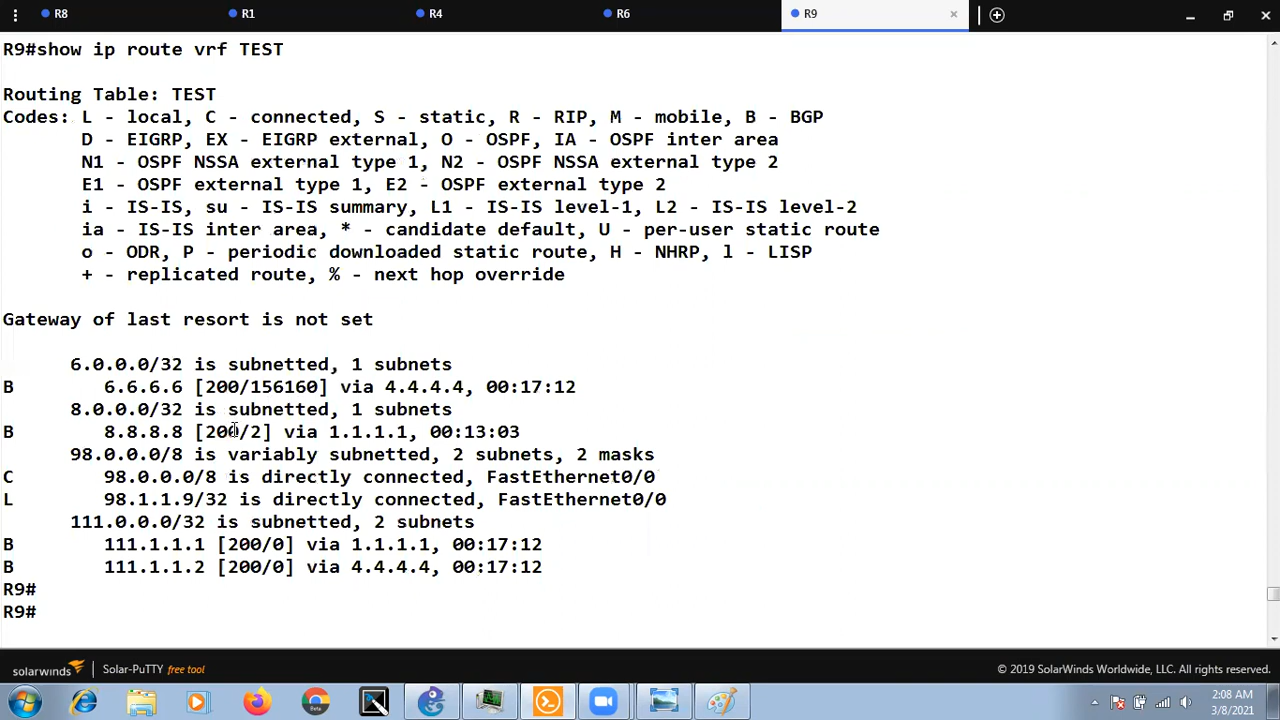 R8
R1
R4
R6
R9
R9#show ip route vrf TEST
Routing Table: TEST
Codes: L - local, C - connected, S - static, R - RIP, M - mobile, B - BGP
D - EIGRP, EX - EIGRP external, O - OSPF, IA - OSPF inter area
N1 - OSPF NSSA external type 1, N2 - OSPF NSSA external type 2
E1 - OSPF external type 1, E2 - OSPF external type 2
i - IS-IS, su - IS-IS summary, L1 - IS-IS level-1, L2 - IS-IS level-2
ia - IS-IS inter area, * - candidate default, U - per-user static route
o - ODR, P - periodic downloaded static route, H - NHRP, l - LISP
+ - replicated route, % - next hop override
Gateway of last resort is not set
6.0.0.0/32 is subnetted, 1 subnets
B 6.6.6.6 [200/156160] via 4.4.4.4, 00:17:12
8.0.0.0/32 is subnetted, 1 subnets
B 8.8.8.8 [200/2] via 1.1.1.1, 00:13:03
98.0.0.0/8 is variably subnetted, 2 subnets, 2 masks
C 98.0.0.0/8 is directly connected, FastEthernet0/0
L 98.1.1.9/32 is directly connected, FastEthernet0/0
111.0.0.0/32 is subnetted, 2 subnets
B 111.1.1.1 [200/0] via 1.1.1.1, 00:17:12
B 111.1.1.2 [200/0] via 4.4.4.4, 00:17:12
R9#
R9#
solarwinds Solar-PuTTY free tool
© 2019 SolarWinds Worldwide, LLC. All rights reserved.
2:08 AM
3/8/2021